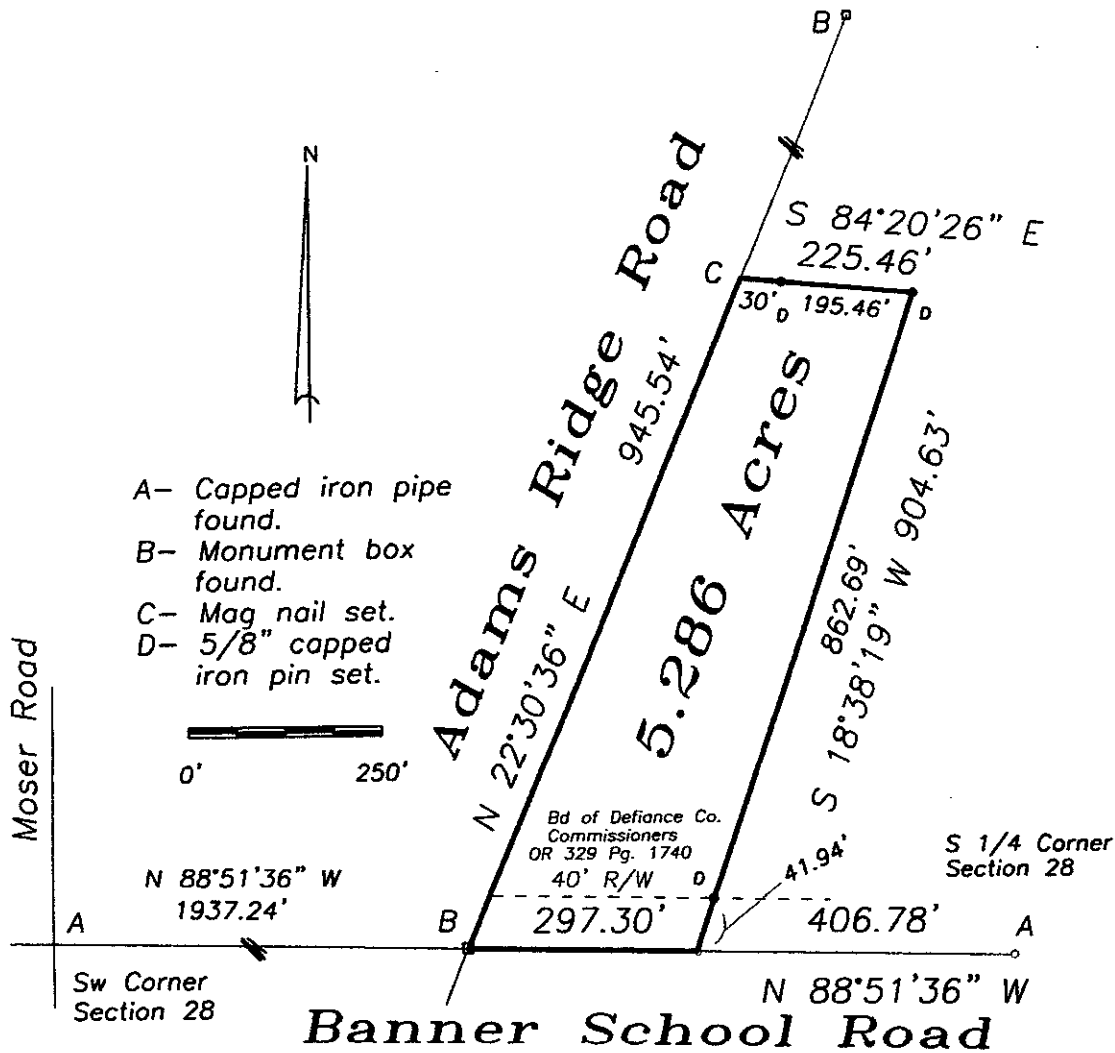 B
N
S 84°20'26" E
225.46'
C
30'
D
195.46'
D
Adams Ridge Road
945.54'
N 22°30'36" E
5.286 Acres
862.69'
S 18°38'19" W 904.63'
A- Capped iron pipe
found.
B- Monument box
found.
C- Mag nail set.
D- 5/8" capped
iron pin set.
0' 250'
Moser Road
Bd of Defiance Co.
Commissioners
OR 329 Pg. 1740
40' R/W
D
41.94'
S 1/4 Corner
Section 28
N 88°51'36" W
1937.24'
A
B
297.30'
406.78'
A
Sw Corner
Section 28
N 88°51'36" W
Banner School Road